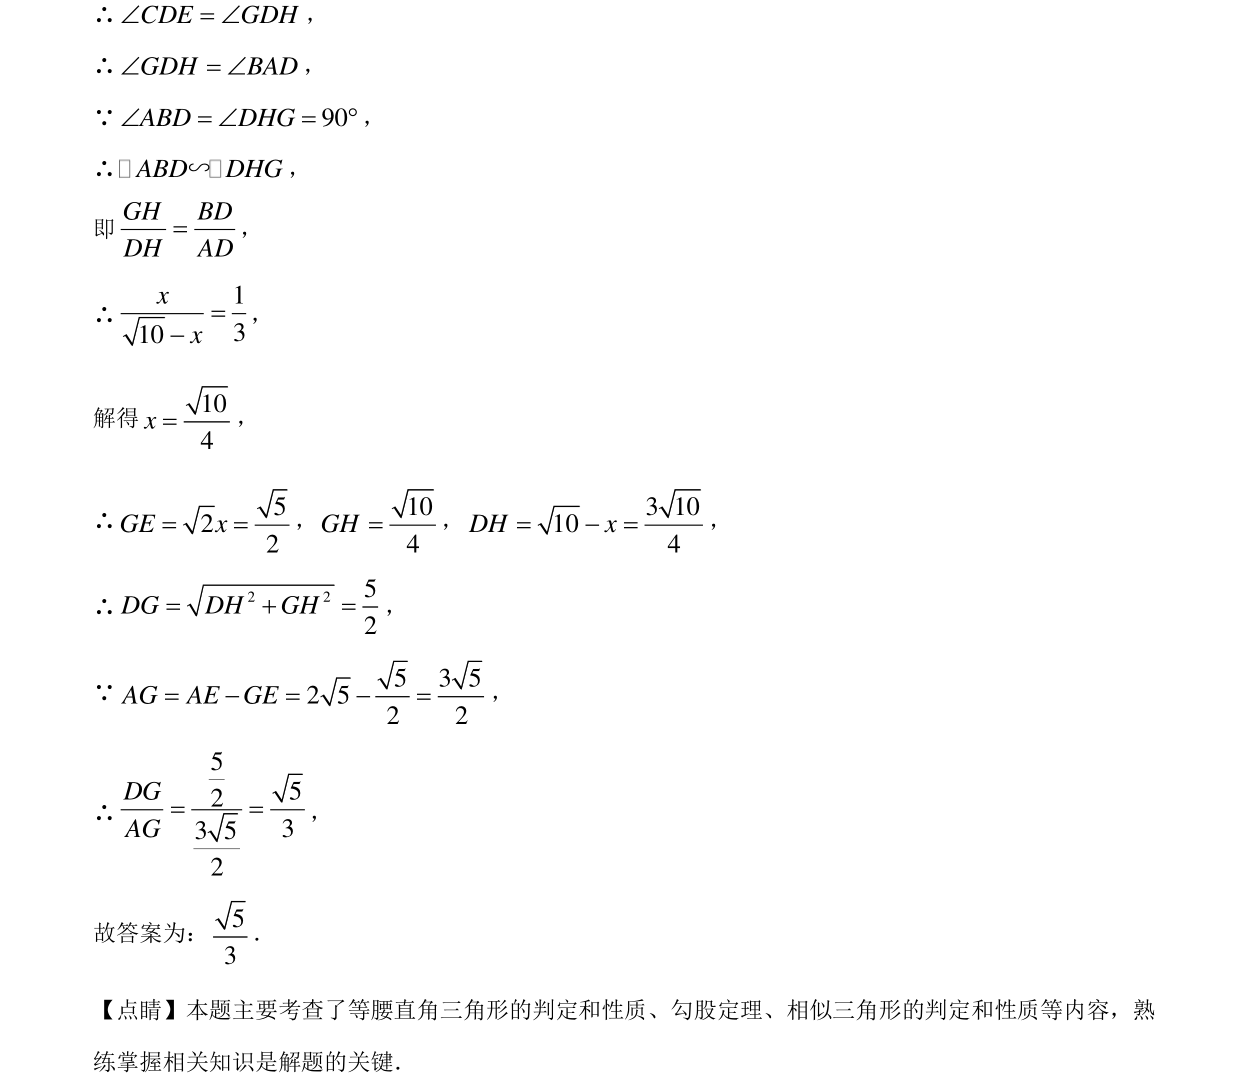 ∴ ∠CDE = ∠GDH，
∴ ∠GDH = ∠BAD，
∵ ∠ABD = ∠DHG = 90°，
∴ □ABD∽□DHG，
即 GH/DH = BD/AD，
∴ x/(√10 − x) = 1/3，
解得 x = √10/4，
∴ GE = √2x = √5/2， GH = √10/4， DH = √10 − x = 3√10/4，
∴ DG = √(DH² + GH²) = 5/2，
∵ AG = AE − GE = 2√5 − √5/2 = 3√5/2，
∴ DG/AG = (5/2)/(3√5/2) = √5/3，
故答案为：√5/3．
【点睛】本题主要考查了等腰直角三角形的判定和性质、勾股定理、相似三角形的判定和性质等内容，熟
练掌握相关知识是解题的关键．